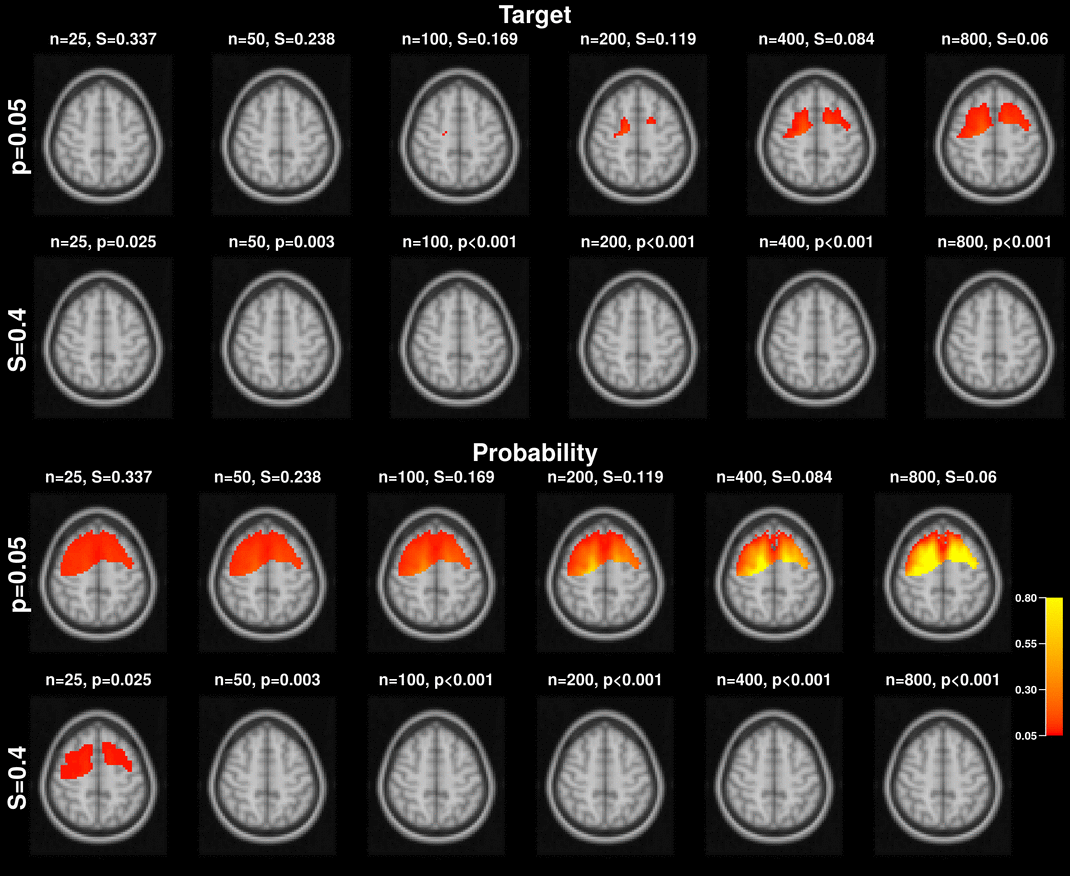 Target
n=25, S=0.337 n=50, S=0.238 n=100, S=0.169 n=200, S=0.119 n=400, S=0.084 n=800, S=0.06
p=0.05
n=25, p=0.025 n=50, p=0.003 n=100, p<0.001 n=200, p<0.001 n=400, p<0.001 n=800, p<0.001
S=0.4
Probability
n=25, S=0.337 n=50, S=0.238 n=100, S=0.169 n=200, S=0.119 n=400, S=0.084 n=800, S=0.06
p=0.05
0.80
0.55
0.30
0.05
n=25, p=0.025 n=50, p=0.003 n=100, p<0.001 n=200, p<0.001 n=400, p<0.001 n=800, p<0.001
S=0.4